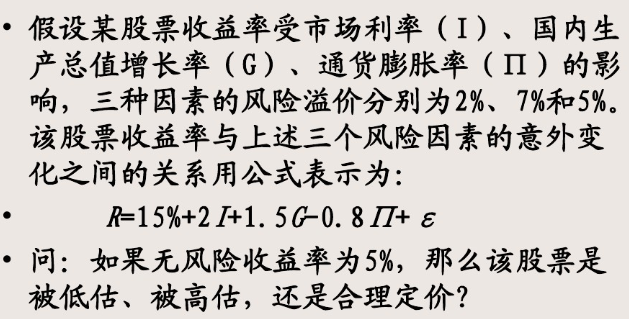 • 假设某股票收益率受市场利率（I）、国内生
产总值增长率（G）、通货膨胀率（Π）的影
响，三种因素的风险溢价分别为2%、7%和5%。
该股票收益率与上述三个风险因素的意外变
化之间的关系用公式表示为：
• R=15%+2I+1.5G-0.8Π+ε
• 问：如果无风险收益率为5%，那么该股票是
被低估、被高估，还是合理定价？